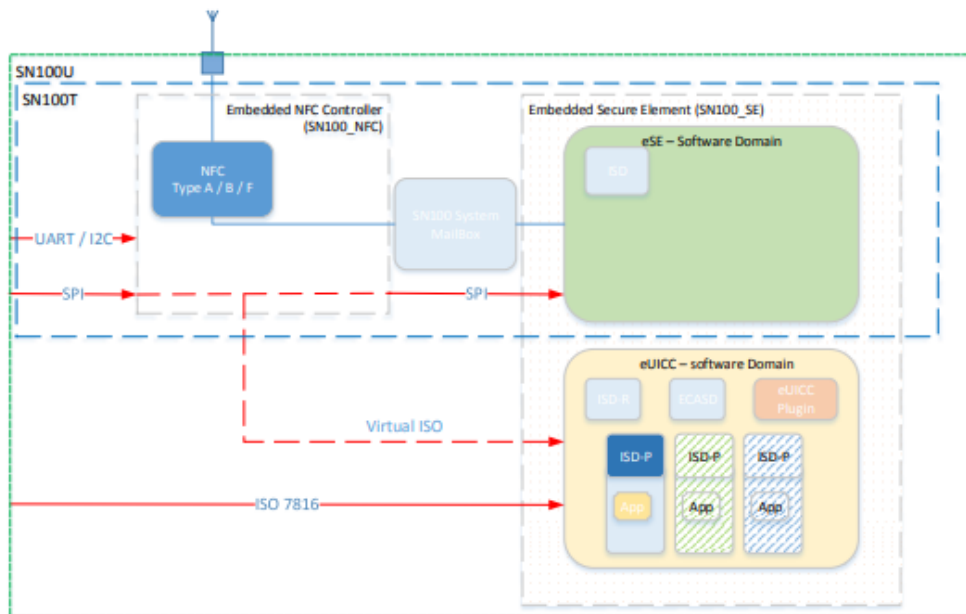 SN100U
SN100T
Embedded NFC Controller
(SN100_NFC)
Embedded Secure Element (SN100_SE)
eSE – Software Domain
ISD
NFC
Type A / B / F
SN100 System
MailBox
UART / I2C
SPI
SPI
eUICC – software Domain
ISD-R
ECASD
eUICC
Plugin
Virtual ISO
ISD-P
ISD-P
ISD-P
App
App
App
ISO 7816